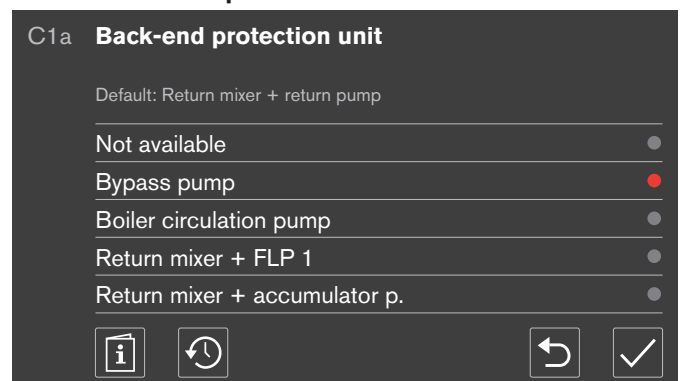 C1a Back-end protection unit
Default: Return mixer + return pump
Not available
Bypass pump
Boiler circulation pump
Return mixer + FLP 1
Return mixer + accumulator p.